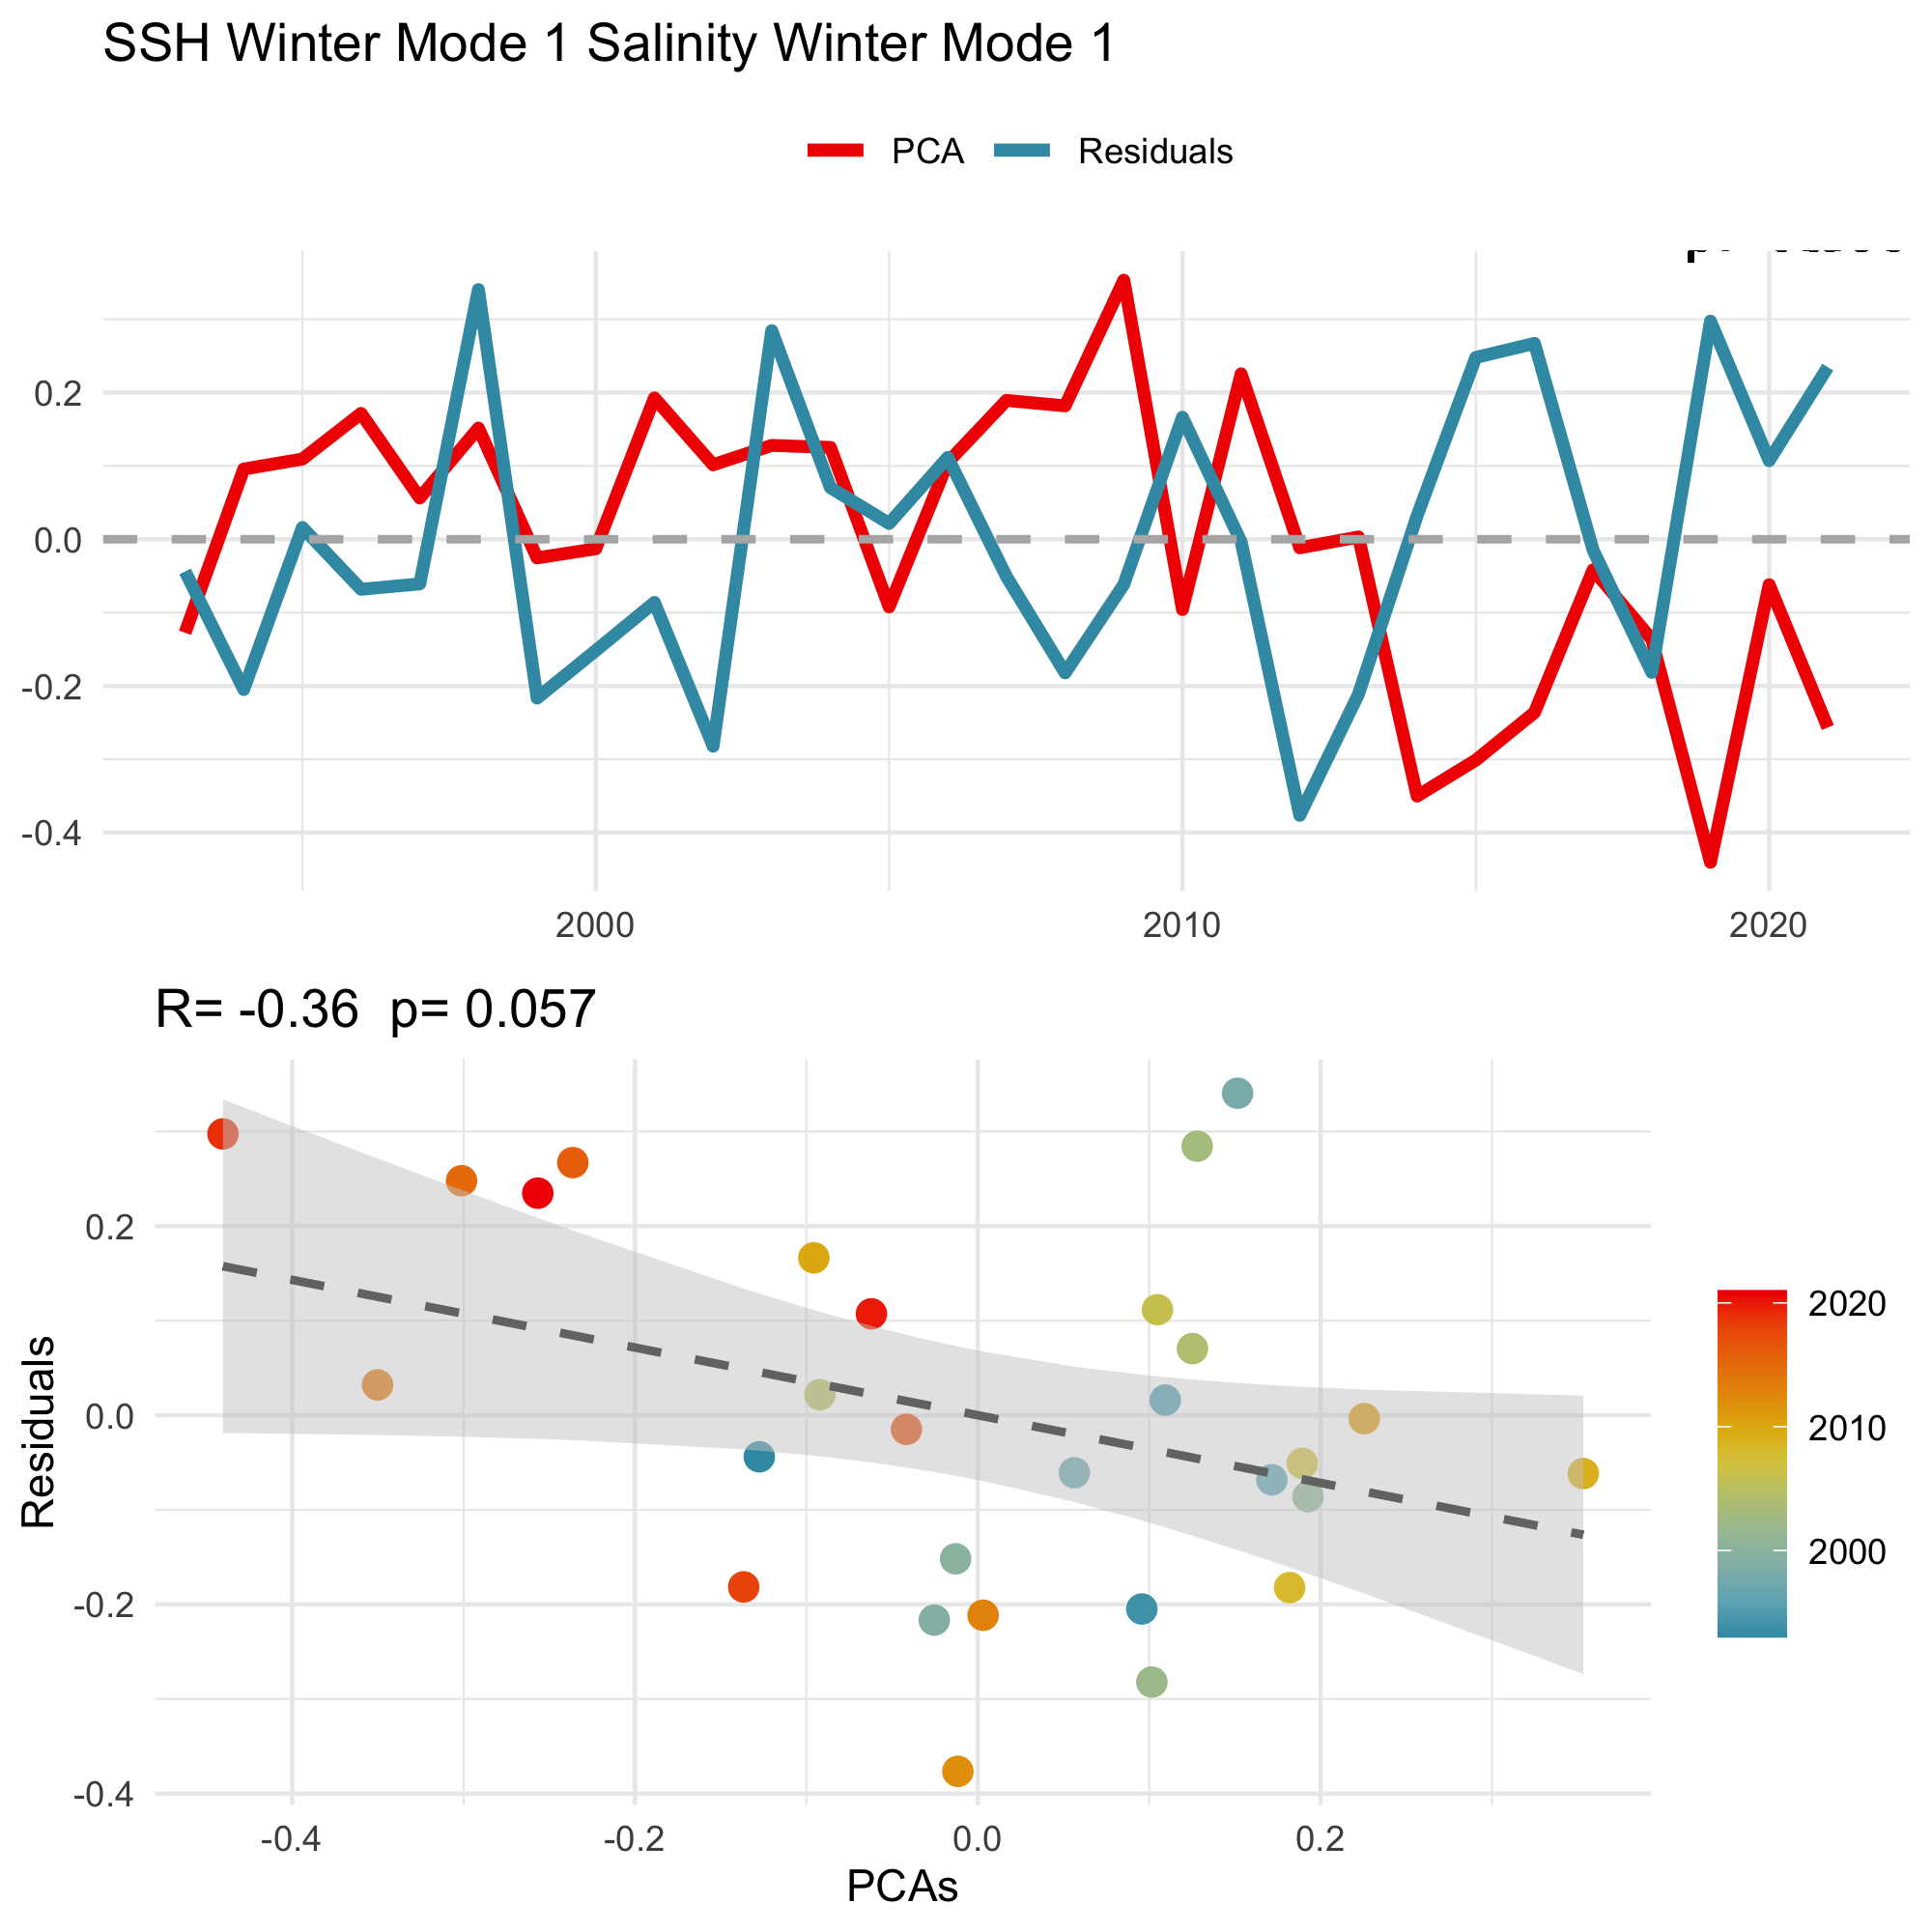 SSH Winter Mode 1 Salinity Winter Mode 1
PCA Residuals
0.2
0.0
-0.2
-0.4
2000 2010 2020
R= -0.36 p= 0.057
Residuals
0.2
0.0
-0.2
-0.4
-0.4 -0.2 0.0 0.2
PCAs
2020
2010
2000